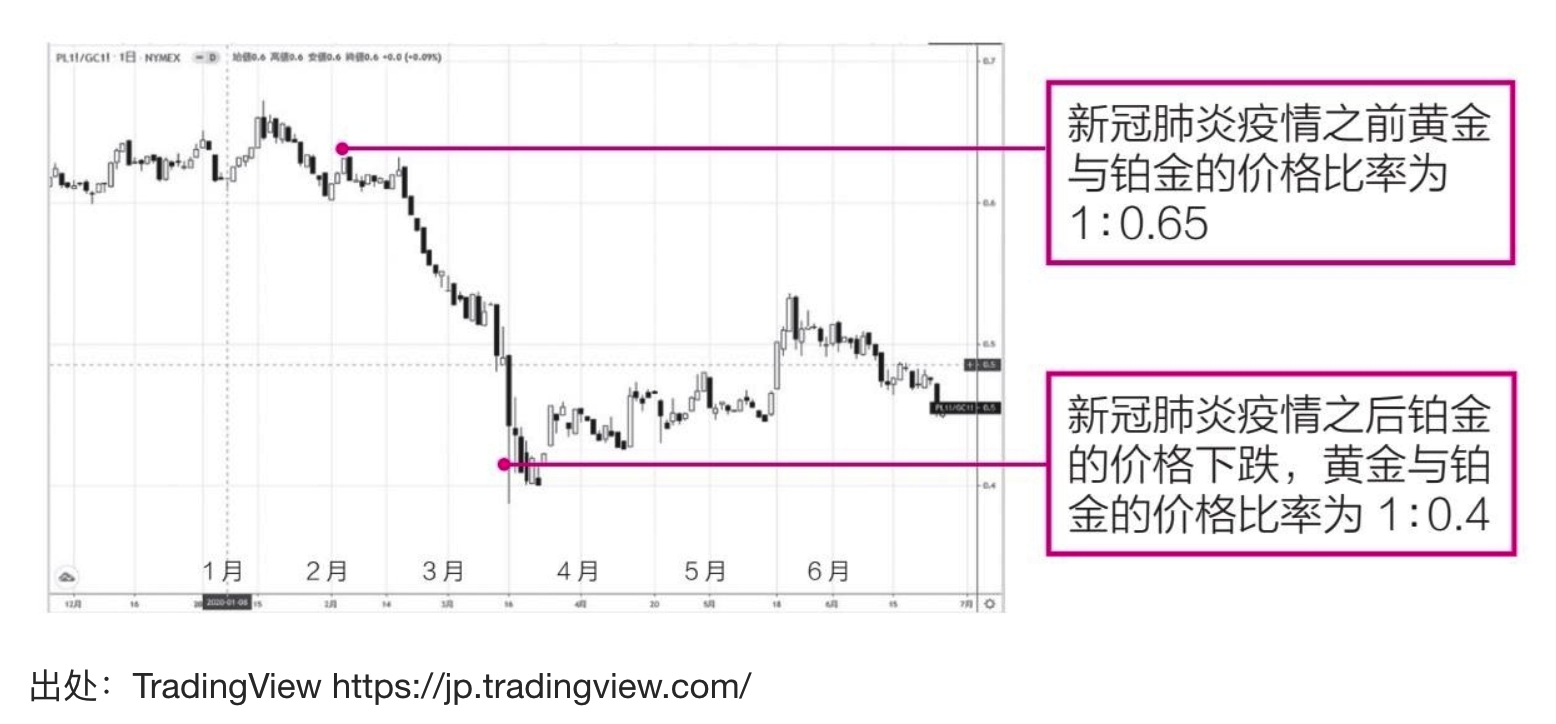 PL1!/GC1! · 1日 · NYMEX D 始値0.6 高値0.6 安値0.6 終値0.6 +0.0 (+0.09%)
0.7
0.6
0.5
0.5
PL1!/GC1! 0.5
0.4
新冠肺炎疫情之前黄金
与铂金的价格比率为
1:0.65
新冠肺炎疫情之后铂金
的价格下跌，黄金与铂
金的价格比率为 1:0.4
1月 2月 3月 4月 5月 6月
12月 16 2020-01-08 15 2月 14 3月 16 4月 20 5月 18 6月 15 7月
出处：TradingView https://jp.tradingview.com/